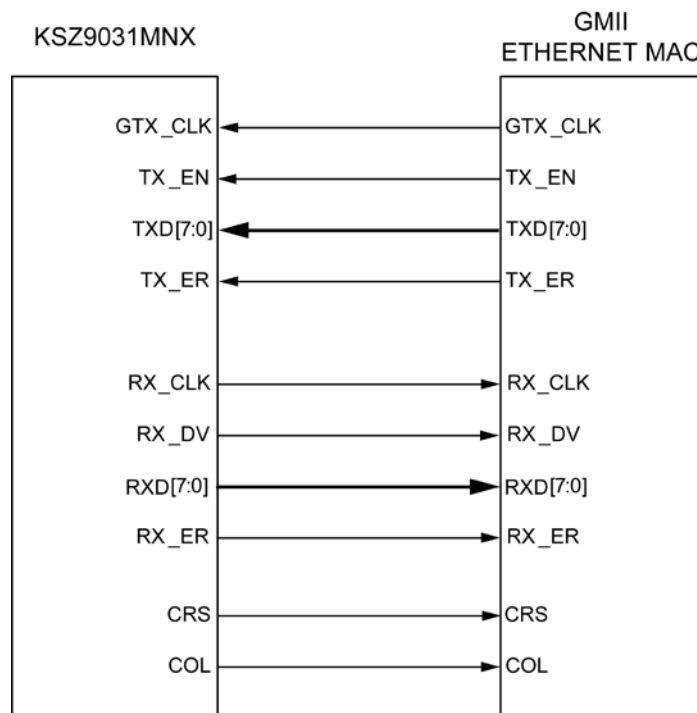 KSZ9031MNX
GMII
ETHERNET MAC
GTX_CLK GTX_CLK
TX_EN TX_EN
TXD[7:0] TXD[7:0]
TX_ER TX_ER
RX_CLK RX_CLK
RX_DV RX_DV
RXD[7:0] RXD[7:0]
RX_ER RX_ER
CRS CRS
COL COL